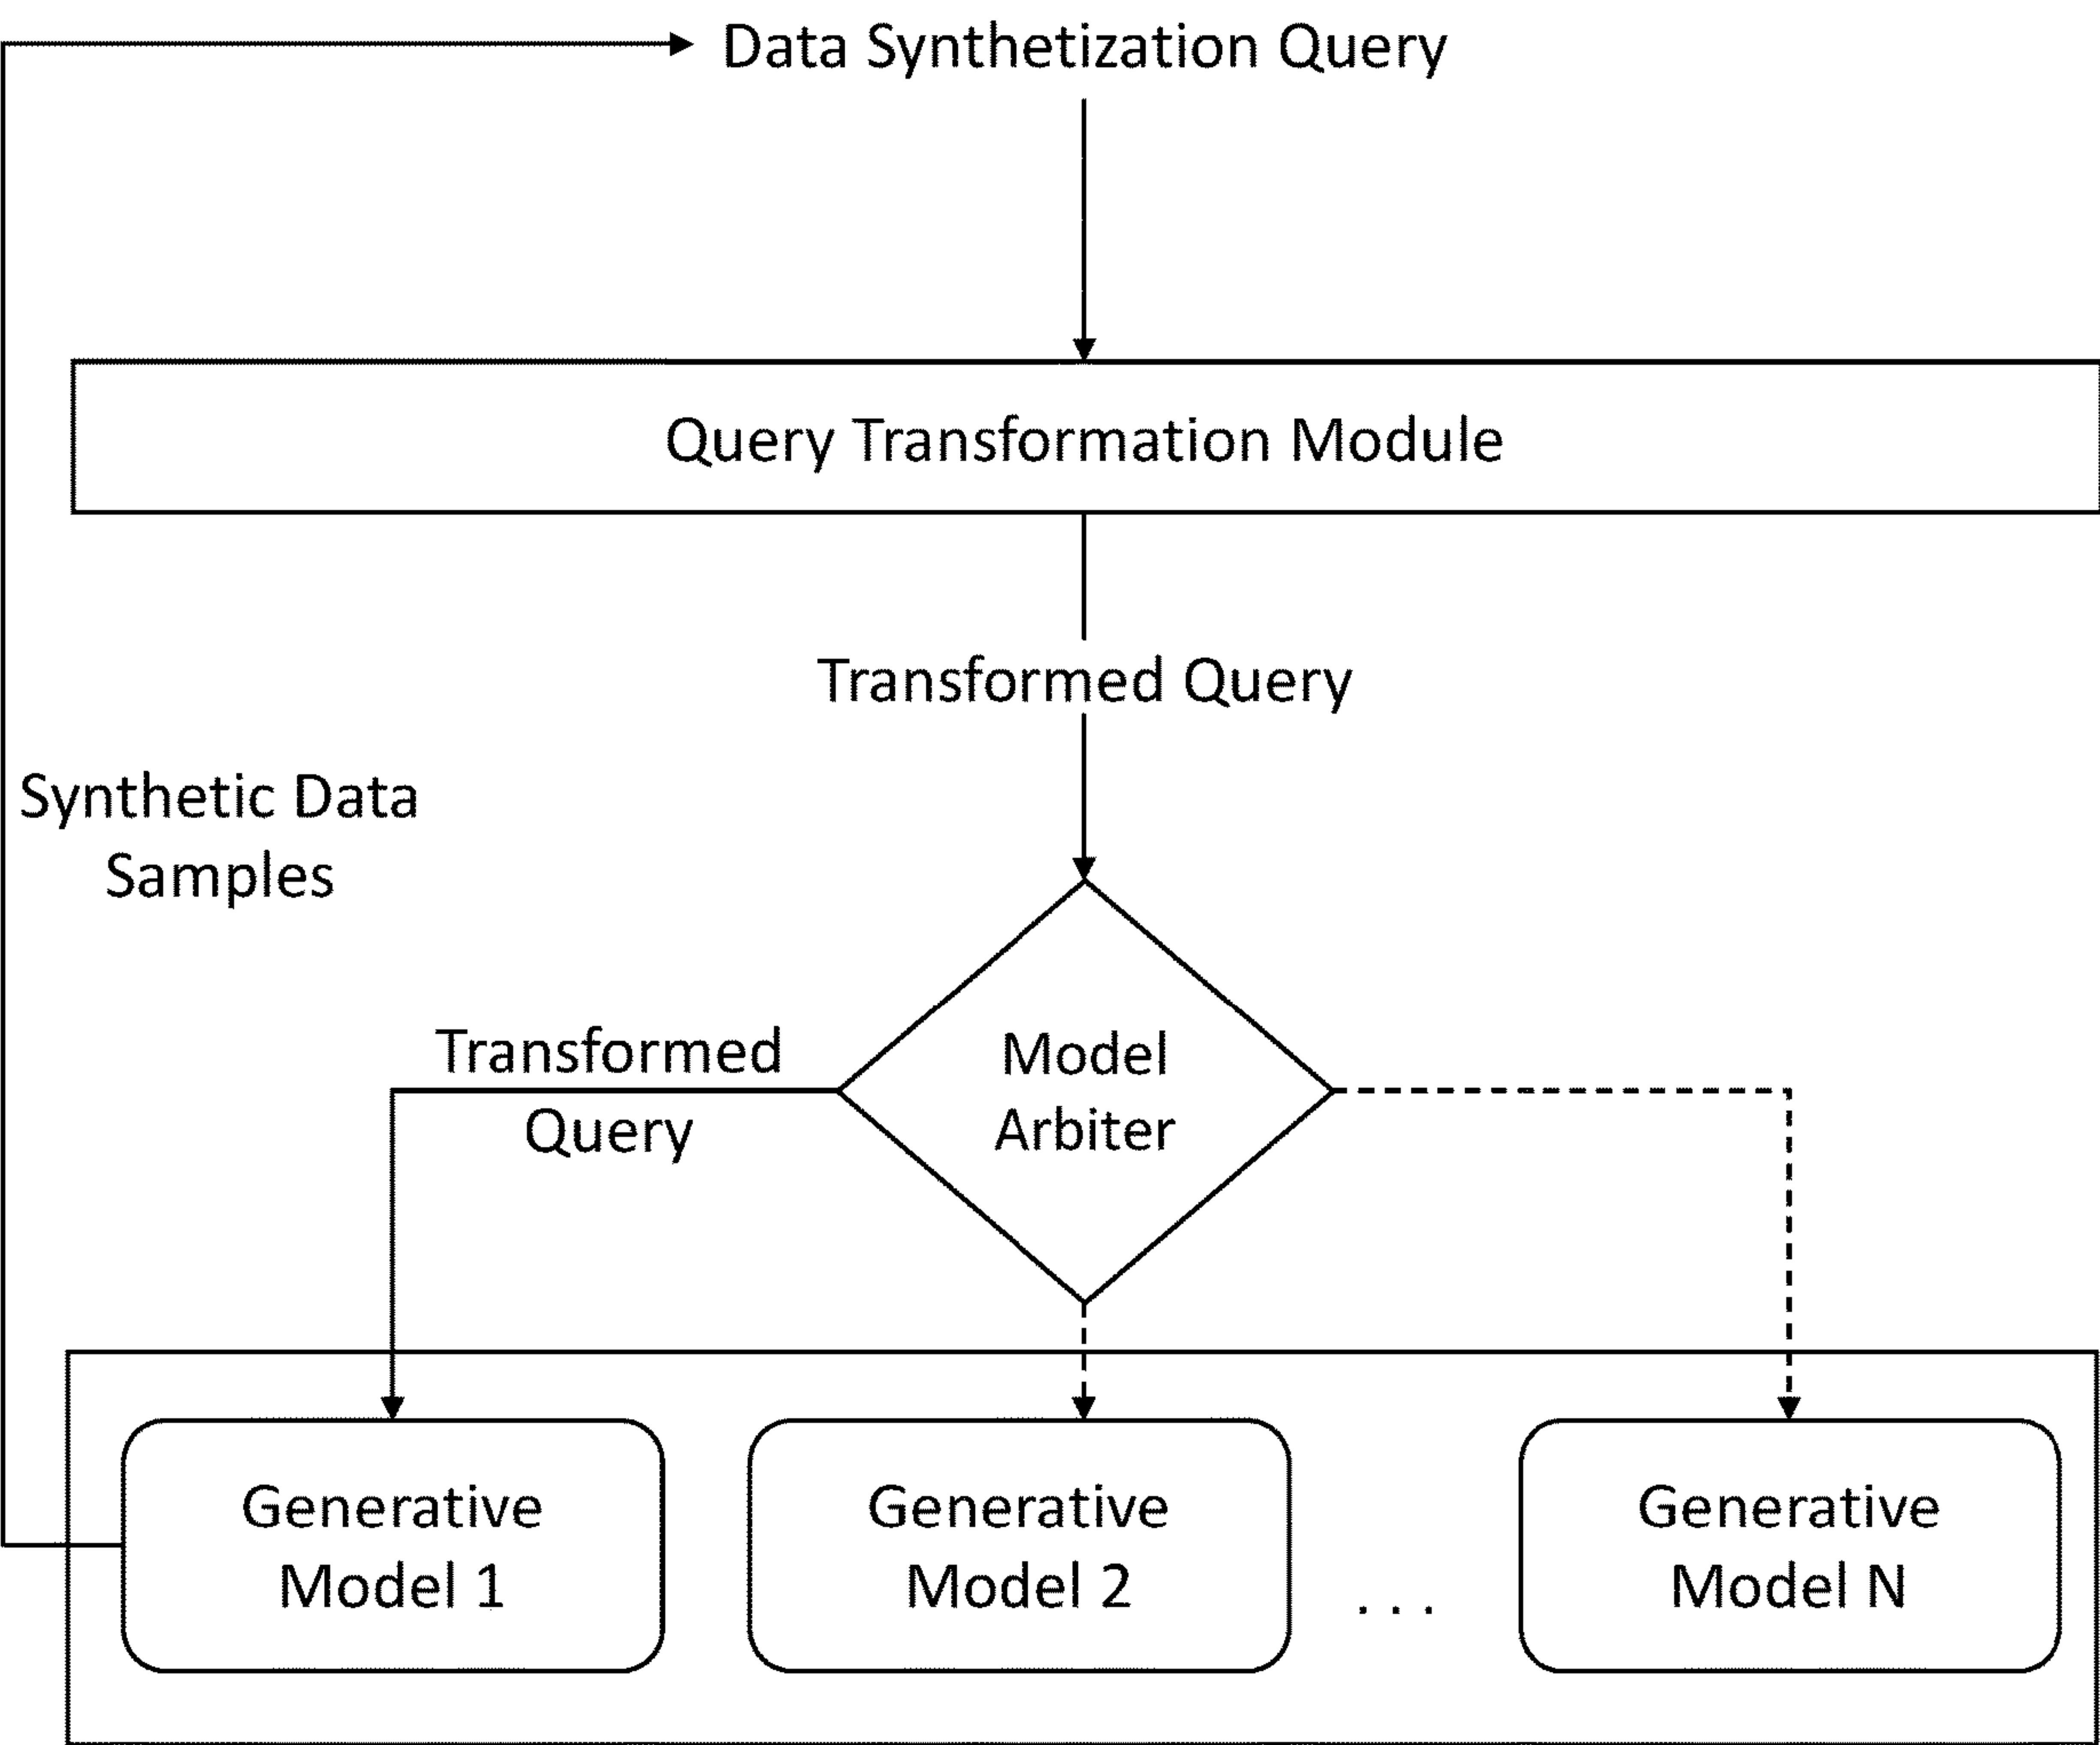 Data Synthetization Query
Query Transformation Module
Transformed Query
Synthetic Data
Samples
Transformed
Query
Model
Arbiter
Generative
Model 1
Generative
Model 2
. . .
Generative
Model N